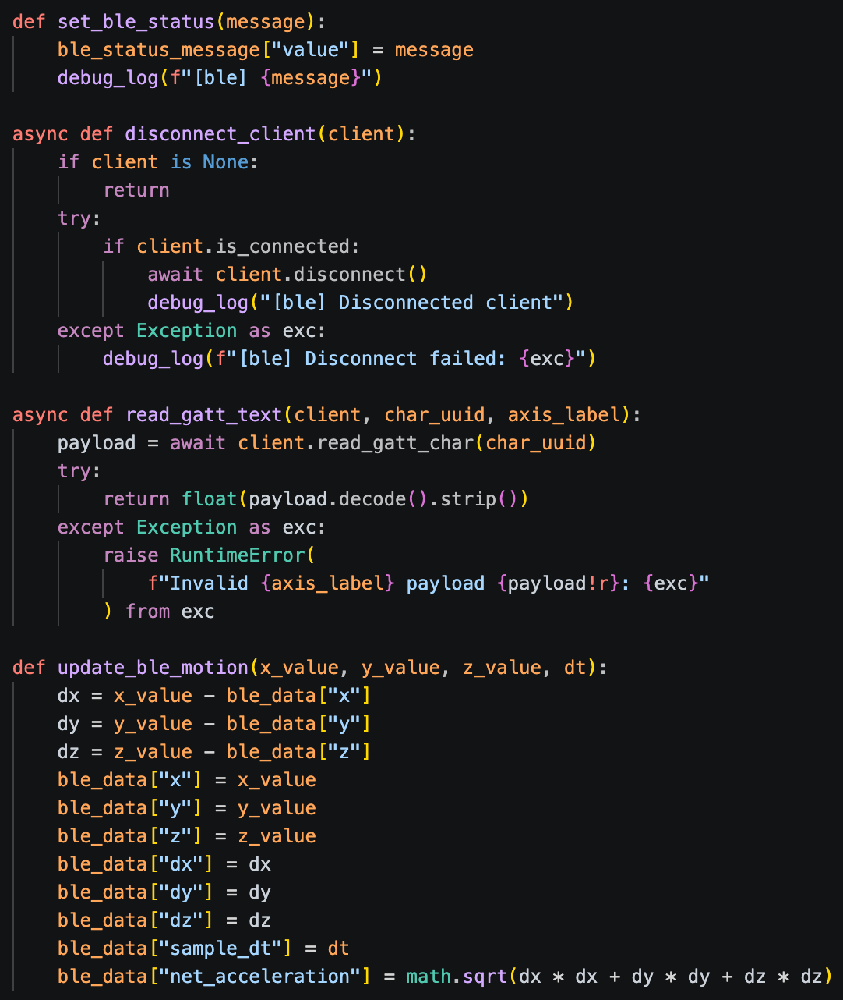 def set_ble_status(message):
    ble_status_message["value"] = message
    debug_log(f"[ble] {message}")

async def disconnect_client(client):
    if client is None:
        return
    try:
        if client.is_connected:
            await client.disconnect()
            debug_log("[ble] Disconnected client")
    except Exception as exc:
        debug_log(f"[ble] Disconnect failed: {exc}")

async def read_gatt_text(client, char_uuid, axis_label):
    payload = await client.read_gatt_char(char_uuid)
    try:
        return float(payload.decode().strip())
    except Exception as exc:
        raise RuntimeError(
            f"Invalid {axis_label} payload {payload!r}: {exc}"
        ) from exc

def update_ble_motion(x_value, y_value, z_value, dt):
    dx = x_value - ble_data["x"]
    dy = y_value - ble_data["y"]
    dz = z_value - ble_data["z"]
    ble_data["x"] = x_value
    ble_data["y"] = y_value
    ble_data["z"] = z_value
    ble_data["dx"] = dx
    ble_data["dy"] = dy
    ble_data["dz"] = dz
    ble_data["sample_dt"] = dt
    ble_data["net_acceleration"] = math.sqrt(dx * dx + dy * dy + dz * dz)